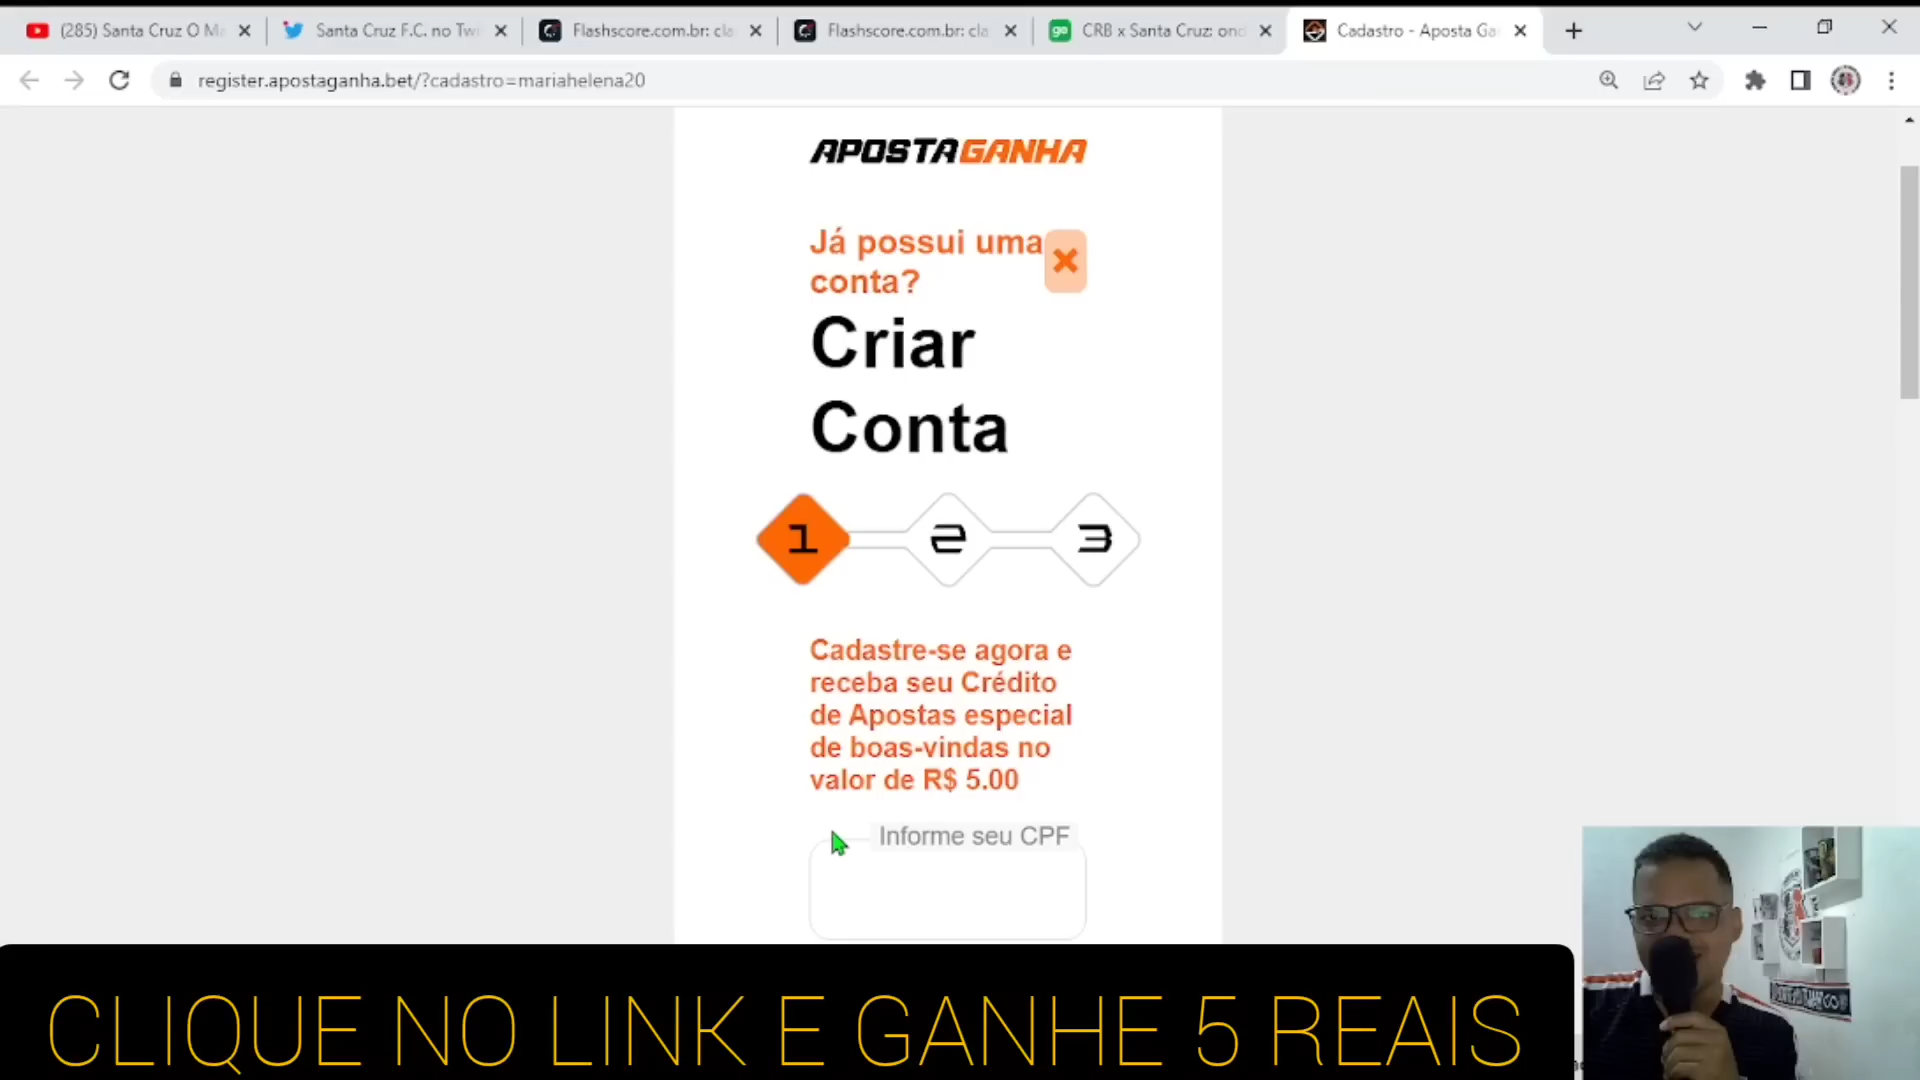 (285) Santa Cruz O Ma
Santa Cruz F.C. no Twi
Flashscore.com.br: cla
Flashscore.com.br: cla
CRB x Santa Cruz: ond
Cadastro - Aposta Ga
register.apostaganha.bet/?cadastro=mariahelena20
APOSTAGANHA
Já possui uma
conta?
Criar
Conta
1 2 3
Cadastre-se agora e
receba seu Crédito
de Apostas especial
de boas-vindas no
valor de R$ 5.00
Informe seu CPF
CLIQUE NO LINK E GANHE 5 REAIS